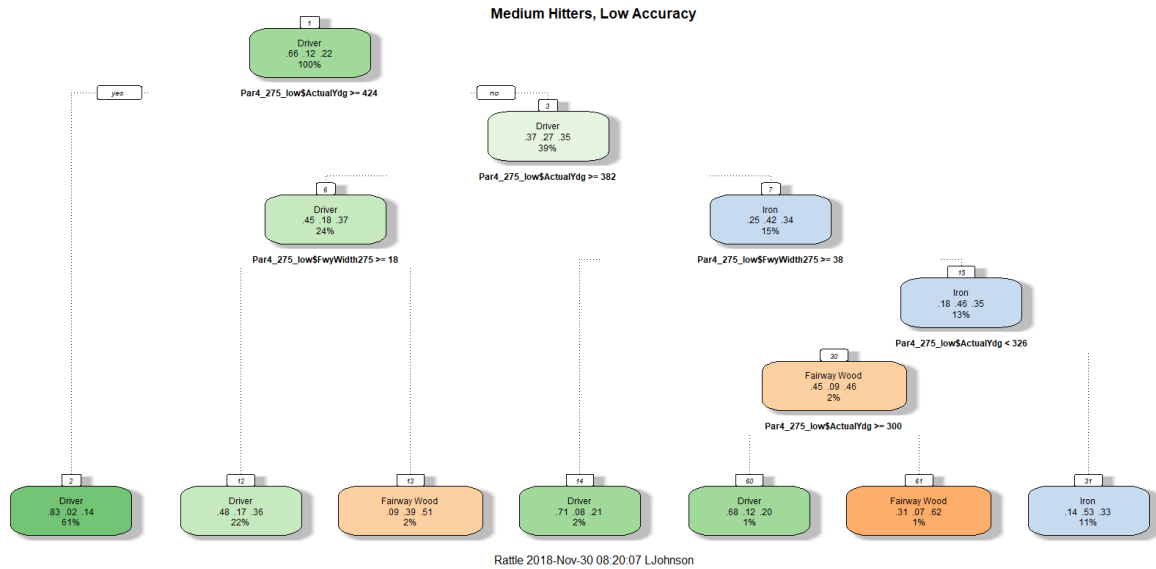 Medium Hitters, Low Accuracy
1
Driver
.66 .12 .22
100%
yes
Par4_275_low$ActualYdg >= 424
no
3
Driver
.37 .27 .35
39%
Par4_275_low$ActualYdg >= 382
6
Driver
.45 .18 .37
24%
Par4_275_low$FwyWidth275 >= 18
7
Iron
.25 .42 .34
15%
Par4_275_low$FwyWidth275 >= 38
15
Iron
.18 .46 .35
13%
Par4_275_low$ActualYdg < 326
30
Fairway Wood
.45 .09 .46
2%
Par4_275_low$ActualYdg >= 300
2
Driver
.83 .02 .14
61%
12
Driver
.48 .17 .36
22%
13
Fairway Wood
.09 .39 .51
2%
14
Driver
.71 .08 .21
2%
60
Driver
.68 .12 .20
1%
61
Fairway Wood
.31 .07 .62
1%
31
Iron
.14 .53 .33
11%
Rattle 2018-Nov-30 08:20:07 LJohnson